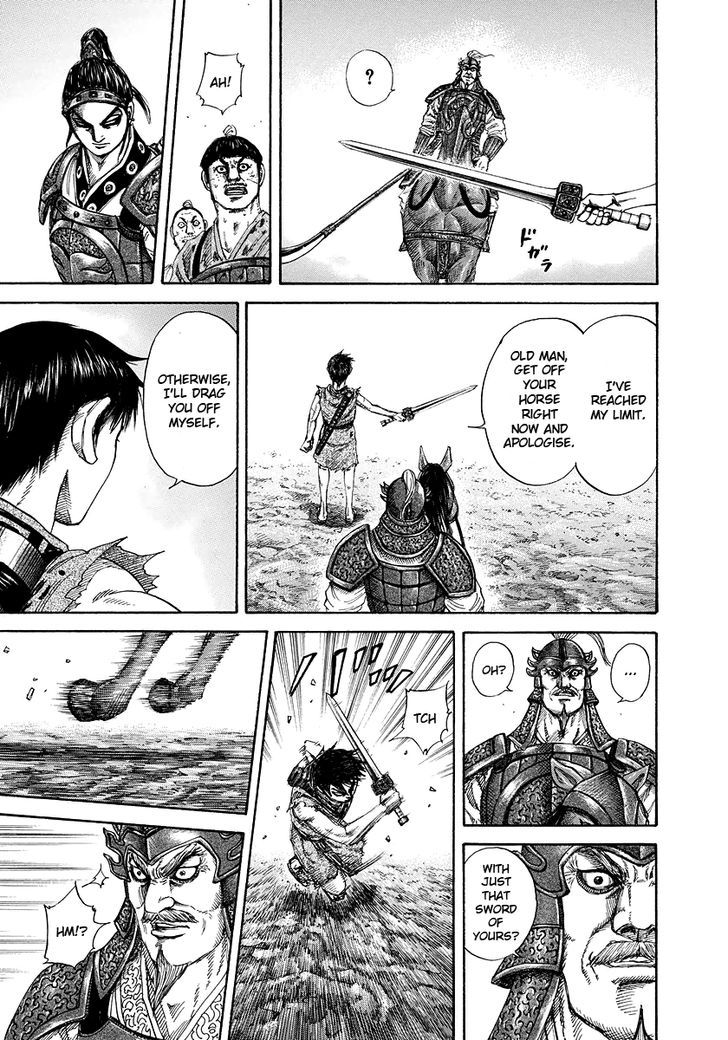 ?
ドガラ
AH!
I'VE
REACHED
MY LIMIT.
OLD MAN,
GET OFF
YOUR
HORSE
RIGHT
NOW AND
APOLOGISE.
OTHERWISE,
I'LL DRAG
YOU OFF
MYSELF.
...
OH?
WITH
JUST
THAT
SWORD
OF
YOURS?
TCH
HM!?